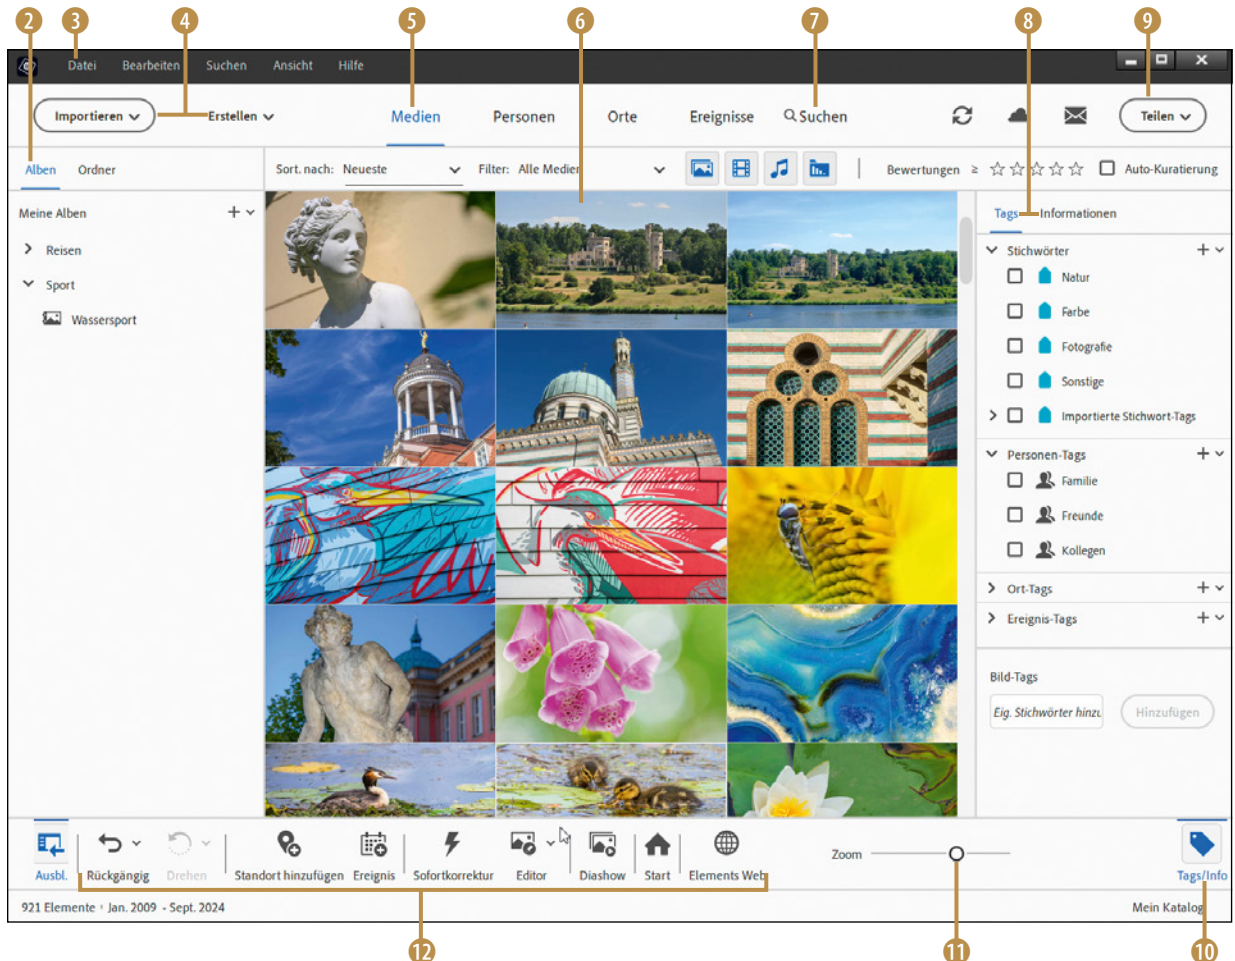 2 3 4 5 6 7 8 9
Datei Bearbeiten Suchen Ansicht Hilfe
Importieren Erstellen Medien Personen Orte Ereignisse Suchen Teilen
Alben Ordner Sort. nach: Neueste Filter: Alle Medien Bewertungen ≥ Auto-Kuratierung
Meine Alben
Reisen
Sport
Wassersport
Tags Informationen
Stichwörter
Natur
Farbe
Fotografie
Sonstige
Importierte Stichwort-Tags
Personen-Tags
Familie
Freunde
Kollegen
Ort-Tags
Ereignis-Tags
Bild-Tags
Eig. Stichwörter hinzu Hinzufügen
Zoom
Ausbl. Rückgängig Drehen Standort hinzufügen Ereignis Sofortkorrektur Editor Diashow Start Elements Web Tags/Info
921 Elemente Jan. 2009 - Sept. 2024 Mein Katalog
12 11 10